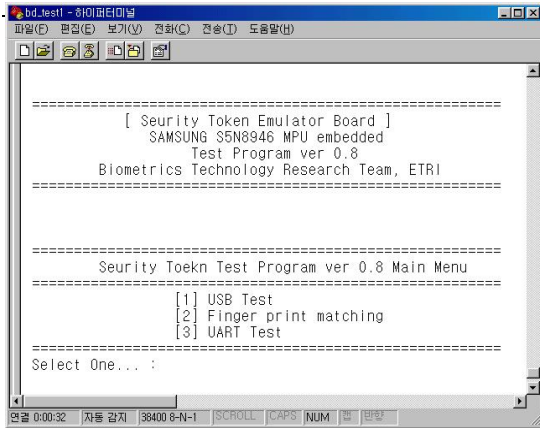 bd_test1 - 하이퍼터미널
파일(F) 편집(E) 보기(V) 전화(C) 전송(T) 도움말(H)
==========================================================
[ Seurity Token Emulator Board ]
SAMSUNG S5N8946 MPU embedded
Test Program ver 0.8
Biometrics Technology Research Team, ETRI
==========================================================
==========================================================
Seurity Toekn Test Program ver 0.8 Main Menu
==========================================================
[1] USB Test
[2] Finger print matching
[3] UART Test
==========================================================
Select One... :
연결 0:00:32 자동 감지 38400 8-N-1 SCROLL CAPS NUM 캡 반향